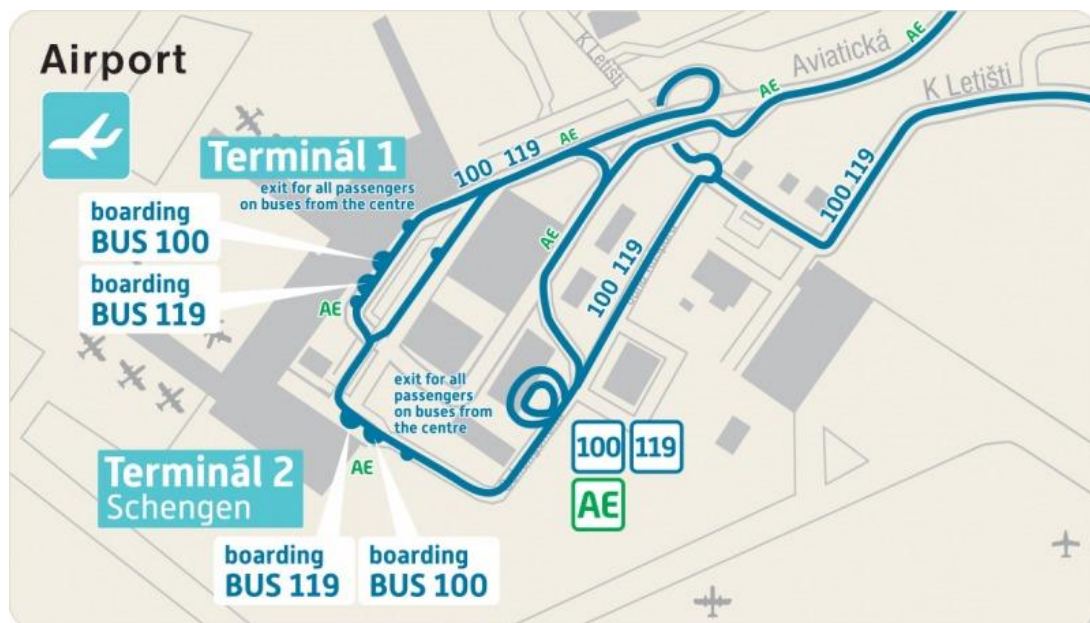 Airport
Terminál 1
exit for all passengers
on buses from the centre
boarding
BUS 100
boarding
BUS 119
AE
100 119
AE
K Letišti
Aviatická
AE
AE
K Letišti
100 119
AE
100 119
exit for all
passengers
on buses from
the centre
Terminál 2
Schengen
AE
boarding
BUS 119
boarding
BUS 100
100 119
AE